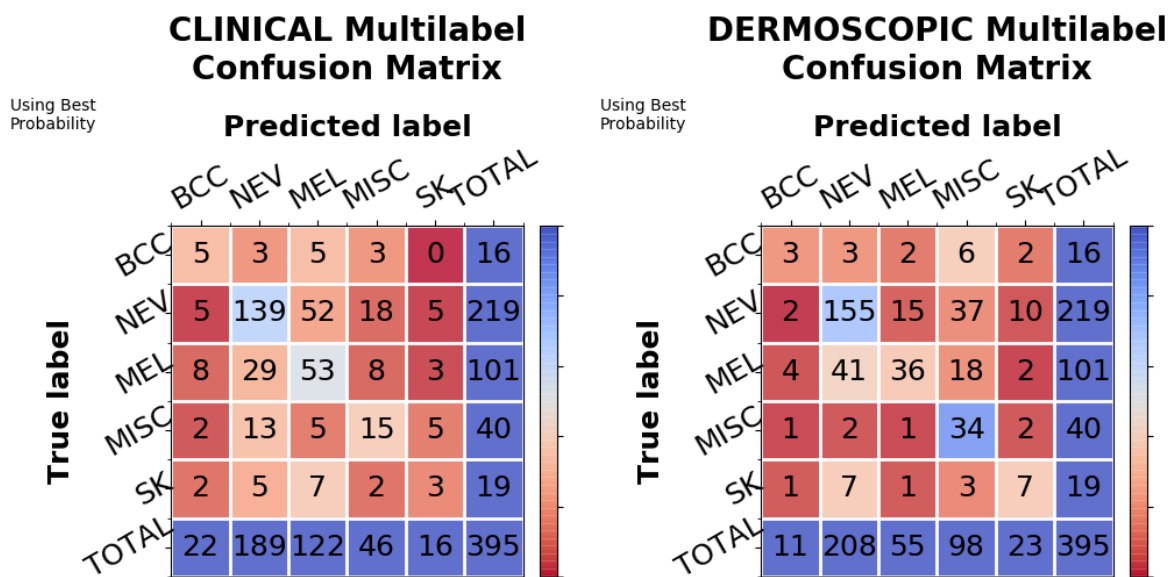 CLINICAL Multilabel
Confusion Matrix
Using Best
Probability
Predicted label
BCC NEV MEL MISC SK TOTAL
True label
BCC 5 3 5 3 0 16
NEV 5 139 52 18 5 219
MEL 8 29 53 8 3 101
MISC 2 13 5 15 5 40
SK 2 5 7 2 3 19
TOTAL 22 189 122 46 16 395
DERMOSCOPIC Multilabel
Confusion Matrix
Using Best
Probability
Predicted label
BCC NEV MEL MISC SK TOTAL
True label
BCC 3 3 2 6 2 16
NEV 2 155 15 37 10 219
MEL 4 41 36 18 2 101
MISC 1 2 1 34 2 40
SK 1 7 1 3 7 19
TOTAL 11 208 55 98 23 395